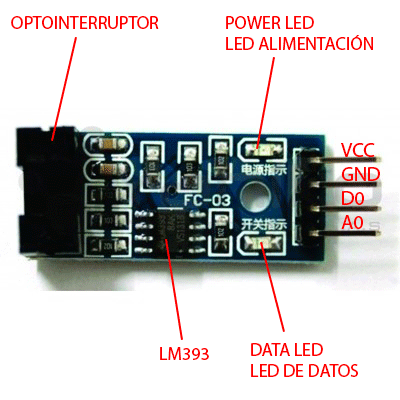 OPTOINTERRUPTOR
POWER LED
LED ALIMENTACIÓN
VCC
GND
D0
A0
电源指示
FC-03
开关指示
103
LM393
DATA LED
LED DE DATOS